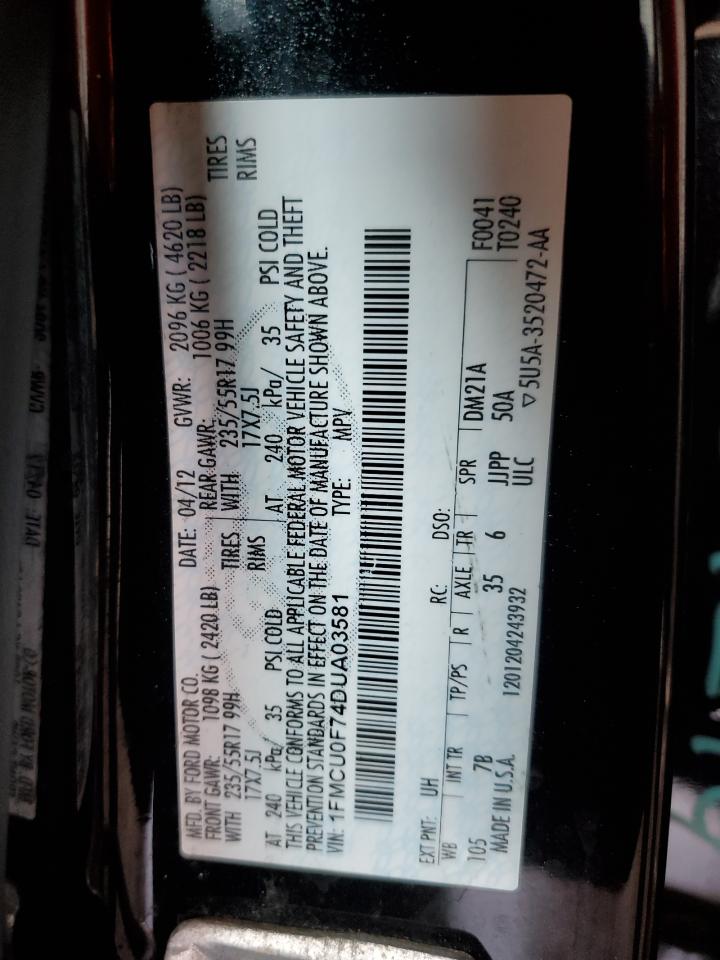 MFD. BY FORD MOTOR CO.
DATE: 04/12 GVWR: 2096 KG ( 4620 LB)
FRONT GAWR: 1098 KG ( 2420 LB) REAR GAWR: 1006 KG ( 2218 LB)
WITH 235/55R17 99H TIRES WITH 235/55R17 99H TIRES
17X7.5J RIMS 17X7.5J RIMS
AT 240 kPa/ 35 PSI COLD AT 240 kPa/ 35 PSI COLD
THIS VEHICLE CONFORMS TO ALL APPLICABLE FEDERAL MOTOR VEHICLE SAFETY AND THEFT
PREVENTION STANDARDS IN EFFECT ON THE DATE OF MANUFACTURE SHOWN ABOVE.
VIN: 1FMCU0F74DUA03581 TYPE: MPV
EXT PNT: UH RC: DSO:
WB INT TR TP/PS R AXLE TR SPR DM21A F0041
105 7B 35 6 JJPP 50A T0240
MADE IN U.S.A. 1201204243932 ULC ▽5U5A-3520472-AA